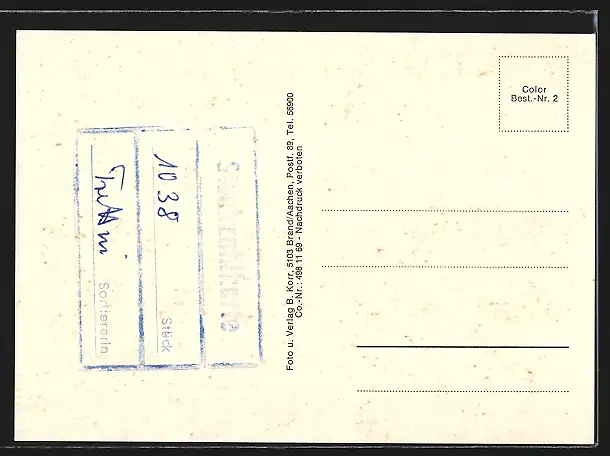 Color
Best.-Nr. 2
Foto u. Verlag B. Korr, 5103 Brand/Aachen, Postf. 89, Tel. 56900
Co.-Nr.: 498 11 69 - Nachdruck verboten
1038
Stück
Sortiererin